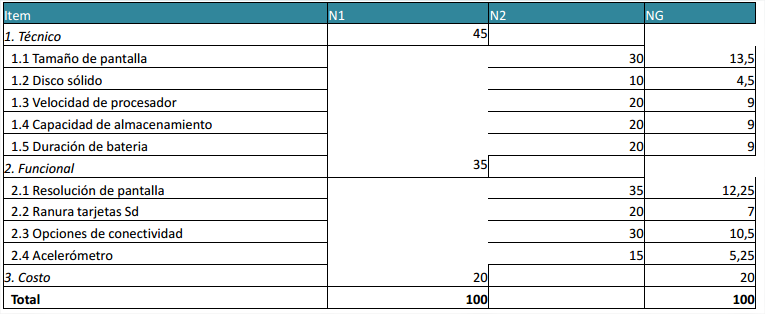 Item N1 N2 NG
1. Técnico 45
1.1 Tamaño de pantalla 30 13,5
1.2 Disco sólido 10 4,5
1.3 Velocidad de procesador 20 9
1.4 Capacidad de almacenamiento 20 9
1.5 Duración de bateria 20 9
2. Funcional 35
2.1 Resolución de pantalla 35 12,25
2.2 Ranura tarjetas Sd 20 7
2.3 Opciones de conectividad 30 10,5
2.4 Acelerómetro 15 5,25
3. Costo 20 20
Total 100 100